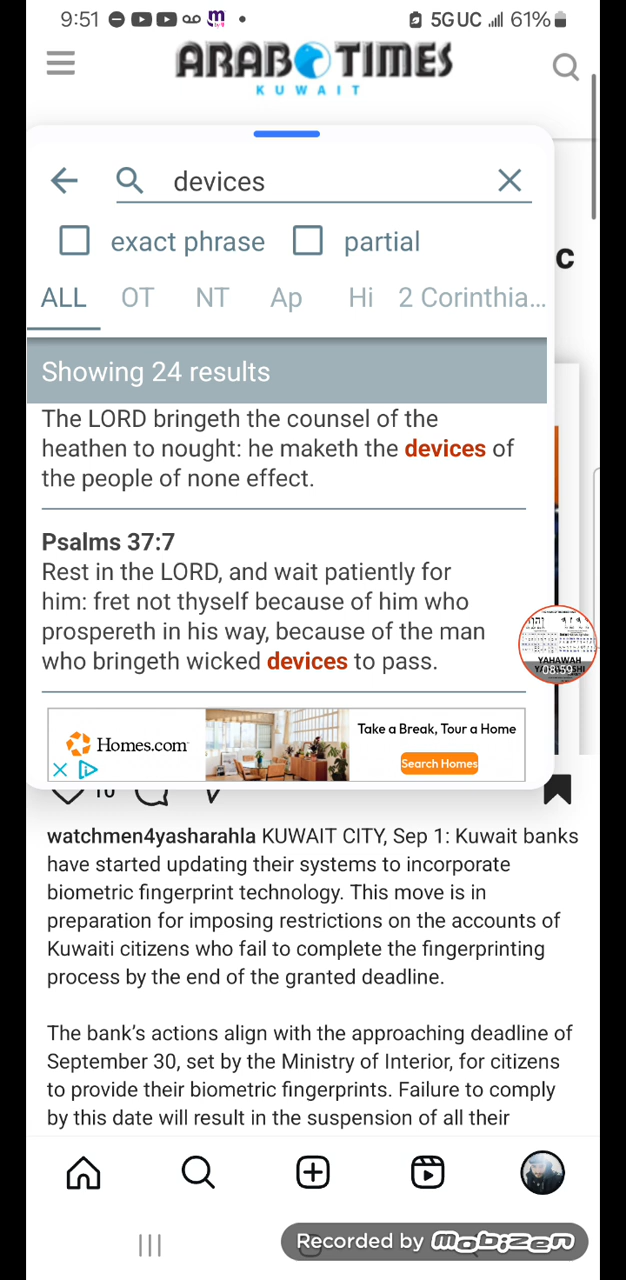 9:51
5GUC 61%
ARAB TIMES
KUWAIT
devices
exact phrase partial
ALL OT NT Ap Hi 2 Corinthia...
c
Showing 24 results
The LORD bringeth the counsel of the
heathen to nought: he maketh the devices of
the people of none effect.
Psalms 37:7
Rest in the LORD, and wait patiently for
him: fret not thyself because of him who
prospereth in his way, because of the man
who bringeth wicked devices to pass.
YAHAWAH
08:59
Homes.com
Take a Break, Tour a Home
Search Homes
watchmen4yasharahla KUWAIT CITY, Sep 1: Kuwait banks
have started updating their systems to incorporate
biometric fingerprint technology. This move is in
preparation for imposing restrictions on the accounts of
Kuwaiti citizens who fail to complete the fingerprinting
process by the end of the granted deadline.
The bank's actions align with the approaching deadline of
September 30, set by the Ministry of Interior, for citizens
to provide their biometric fingerprints. Failure to comply
by this date will result in the suspension of all their
Recorded by Mobizen